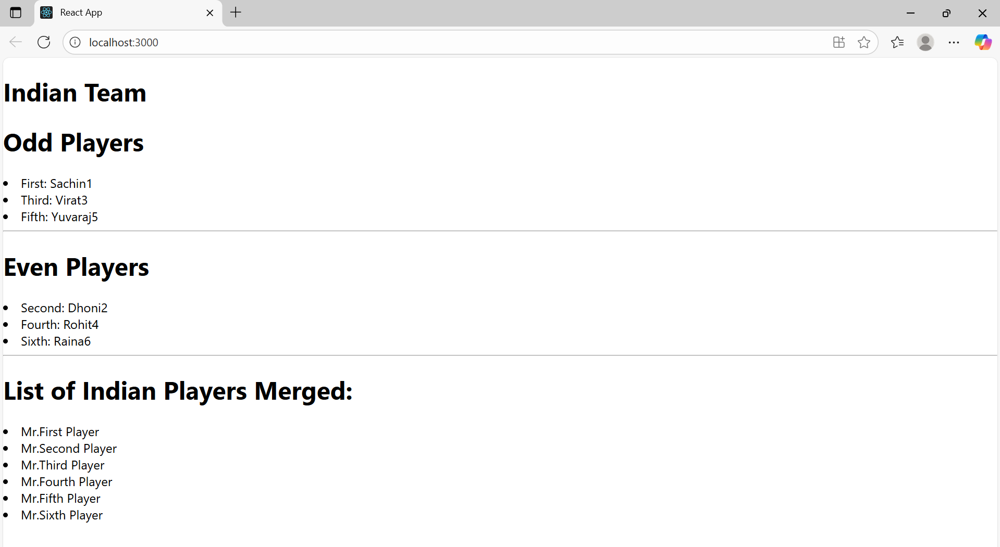 React App
localhost:3000
Indian Team
Odd Players
First: Sachin1
Third: Virat3
Fifth: Yuvaraj5
Even Players
Second: Dhoni2
Fourth: Rohit4
Sixth: Raina6
List of Indian Players Merged:
Mr.First Player
Mr.Second Player
Mr.Third Player
Mr.Fourth Player
Mr.Fifth Player
Mr.Sixth Player